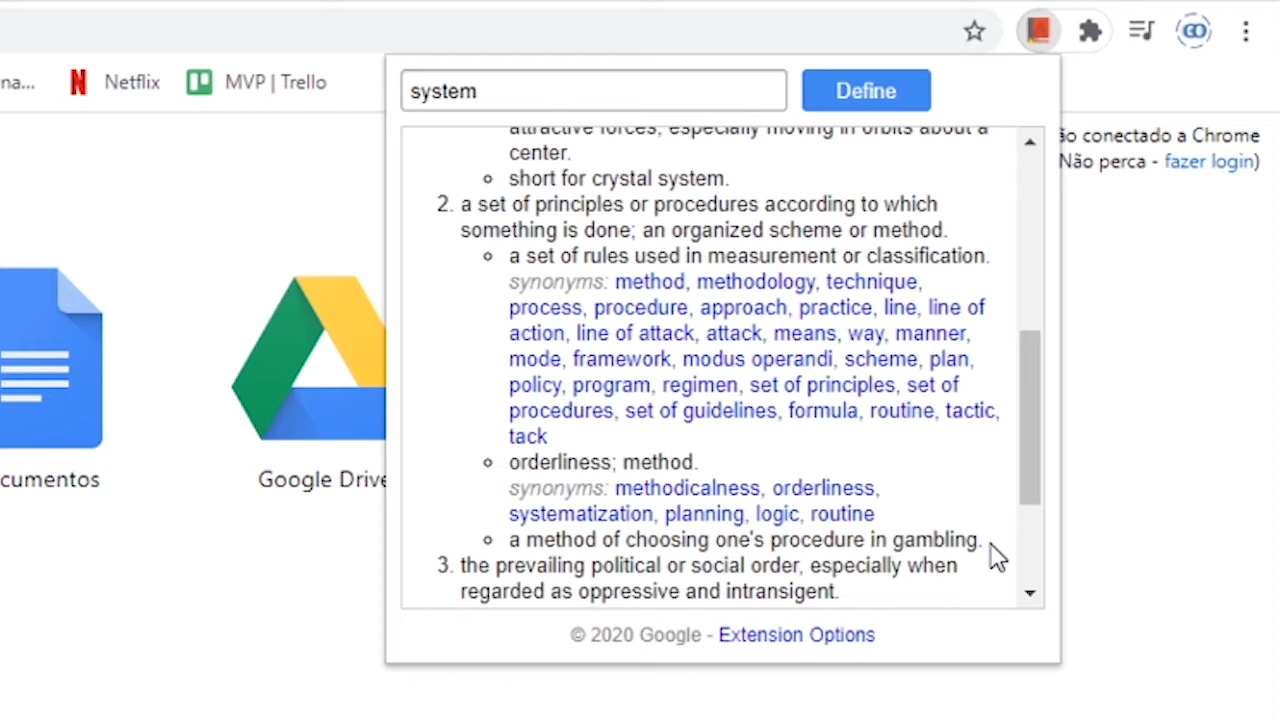 system
Define
na...
Netflix
MVP | Trello
ão conectado a Chrome
Não perca - fazer login)
attractive forces, especially moving in orbits about a
center.
short for crystal system.
2. a set of principles or procedures according to which
something is done; an organized scheme or method.
a set of rules used in measurement or classification.
synonyms: method, methodology, technique,
process, procedure, approach, practice, line, line of
action, line of attack, attack, means, way, manner,
mode, framework, modus operandi, scheme, plan,
policy, program, regimen, set of principles, set of
procedures, set of guidelines, formula, routine, tactic,
tack
orderliness; method.
synonyms: methodicalness, orderliness,
systematization, planning, logic, routine
a method of choosing one's procedure in gambling.
3. the prevailing political or social order, especially when
regarded as oppressive and intransigent.
cumentos
Google Drive
© 2020 Google - Extension Options